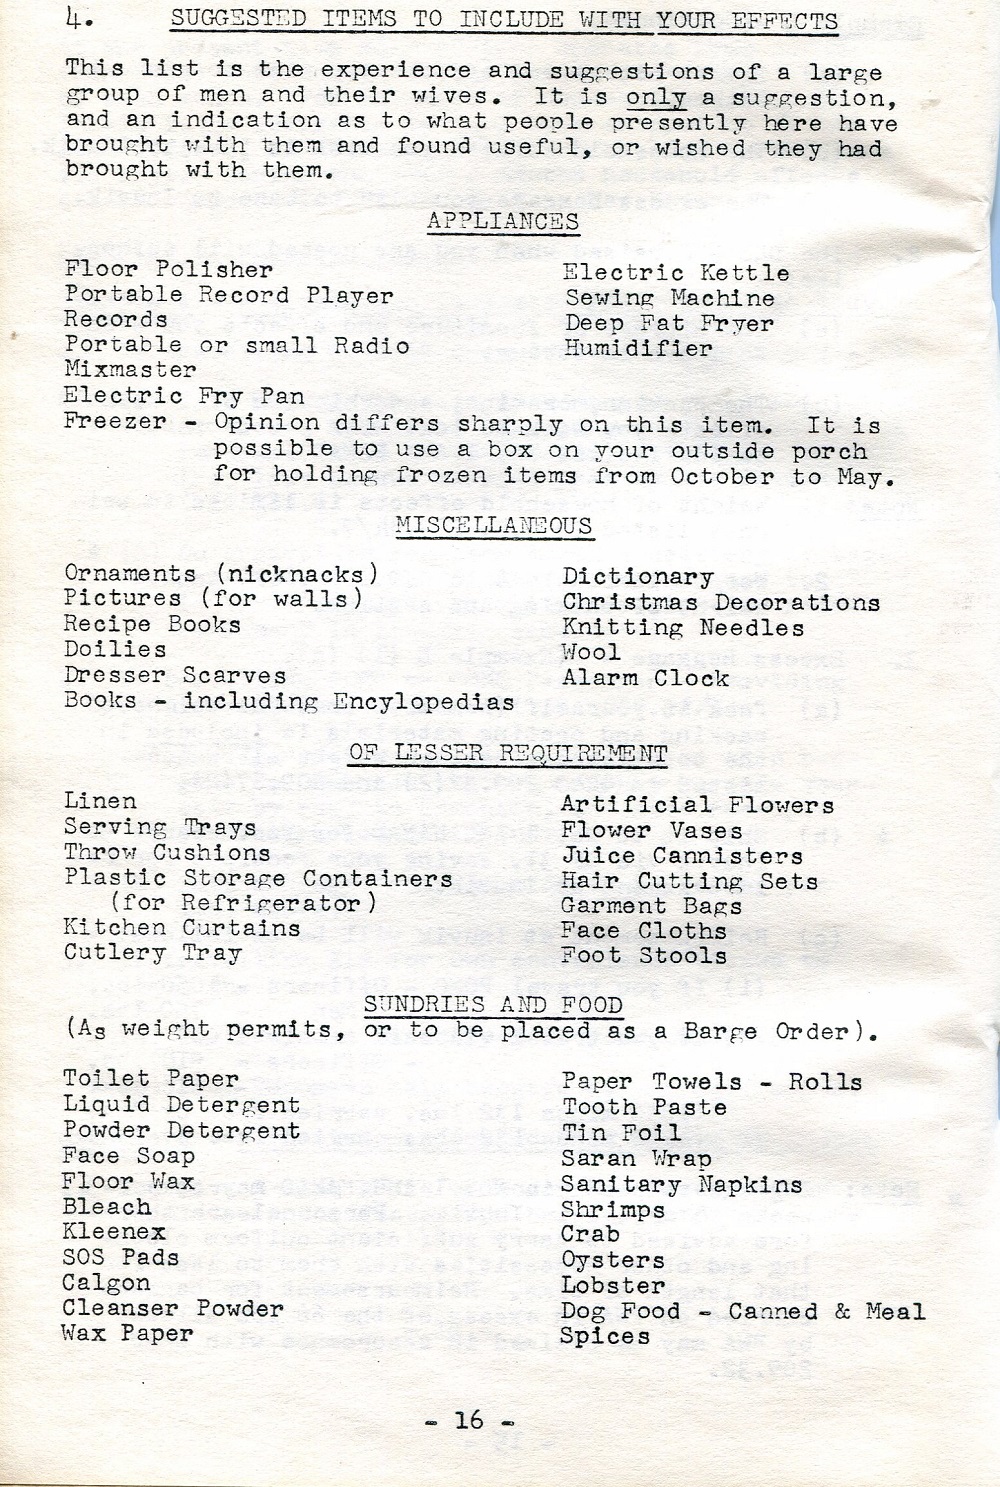 4. SUGGESTED ITEMS TO INCLUDE WITH YOUR EFFECTS
This list is the experience and suggestions of a large
group of men and their wives. It is only a suggestion,
and an indication as to what people presently here have
brought with them and found useful, or wished they had
brought with them.
APPLIANCES
Floor Polisher
Portable Record Player
Records
Portable or small Radio
Mixmaster
Electric Fry Pan
Electric Kettle
Sewing Machine
Deep Fat Fryer
Humidifier
Freezer - Opinion differs sharply on this item. It is
possible to use a box on your outside porch
for holding frozen items from October to May.
MISCELLANEOUS
Ornaments (nicknacks)
Pictures (for walls)
Recipe Books
Doilies
Dresser Scarves
Books - including Encylopedias
Dictionary
Christmas Decorations
Knitting Needles
Wool
Alarm Clock
OF LESSER REQUIREMENT
Linen
Serving Trays
Throw Cushions
Plastic Storage Containers
(for Refrigerator)
Kitchen Curtains
Cutlery Tray
Artificial Flowers
Flower Vases
Juice Cannisters
Hair Cutting Sets
Garment Bags
Face Cloths
Foot Stools
SUNDRIES AND FOOD
(As weight permits, or to be placed as a Barge Order).
Toilet Paper
Liquid Detergent
Powder Detergent
Face Soap
Floor Wax
Bleach
Kleenex
SOS Pads
Calgon
Cleanser Powder
Wax Paper
Paper Towels - Rolls
Tooth Paste
Tin Foil
Saran Wrap
Sanitary Napkins
Shrimps
Crab
Oysters
Lobster
Dog Food - Canned & Meal
Spices
- 16 -